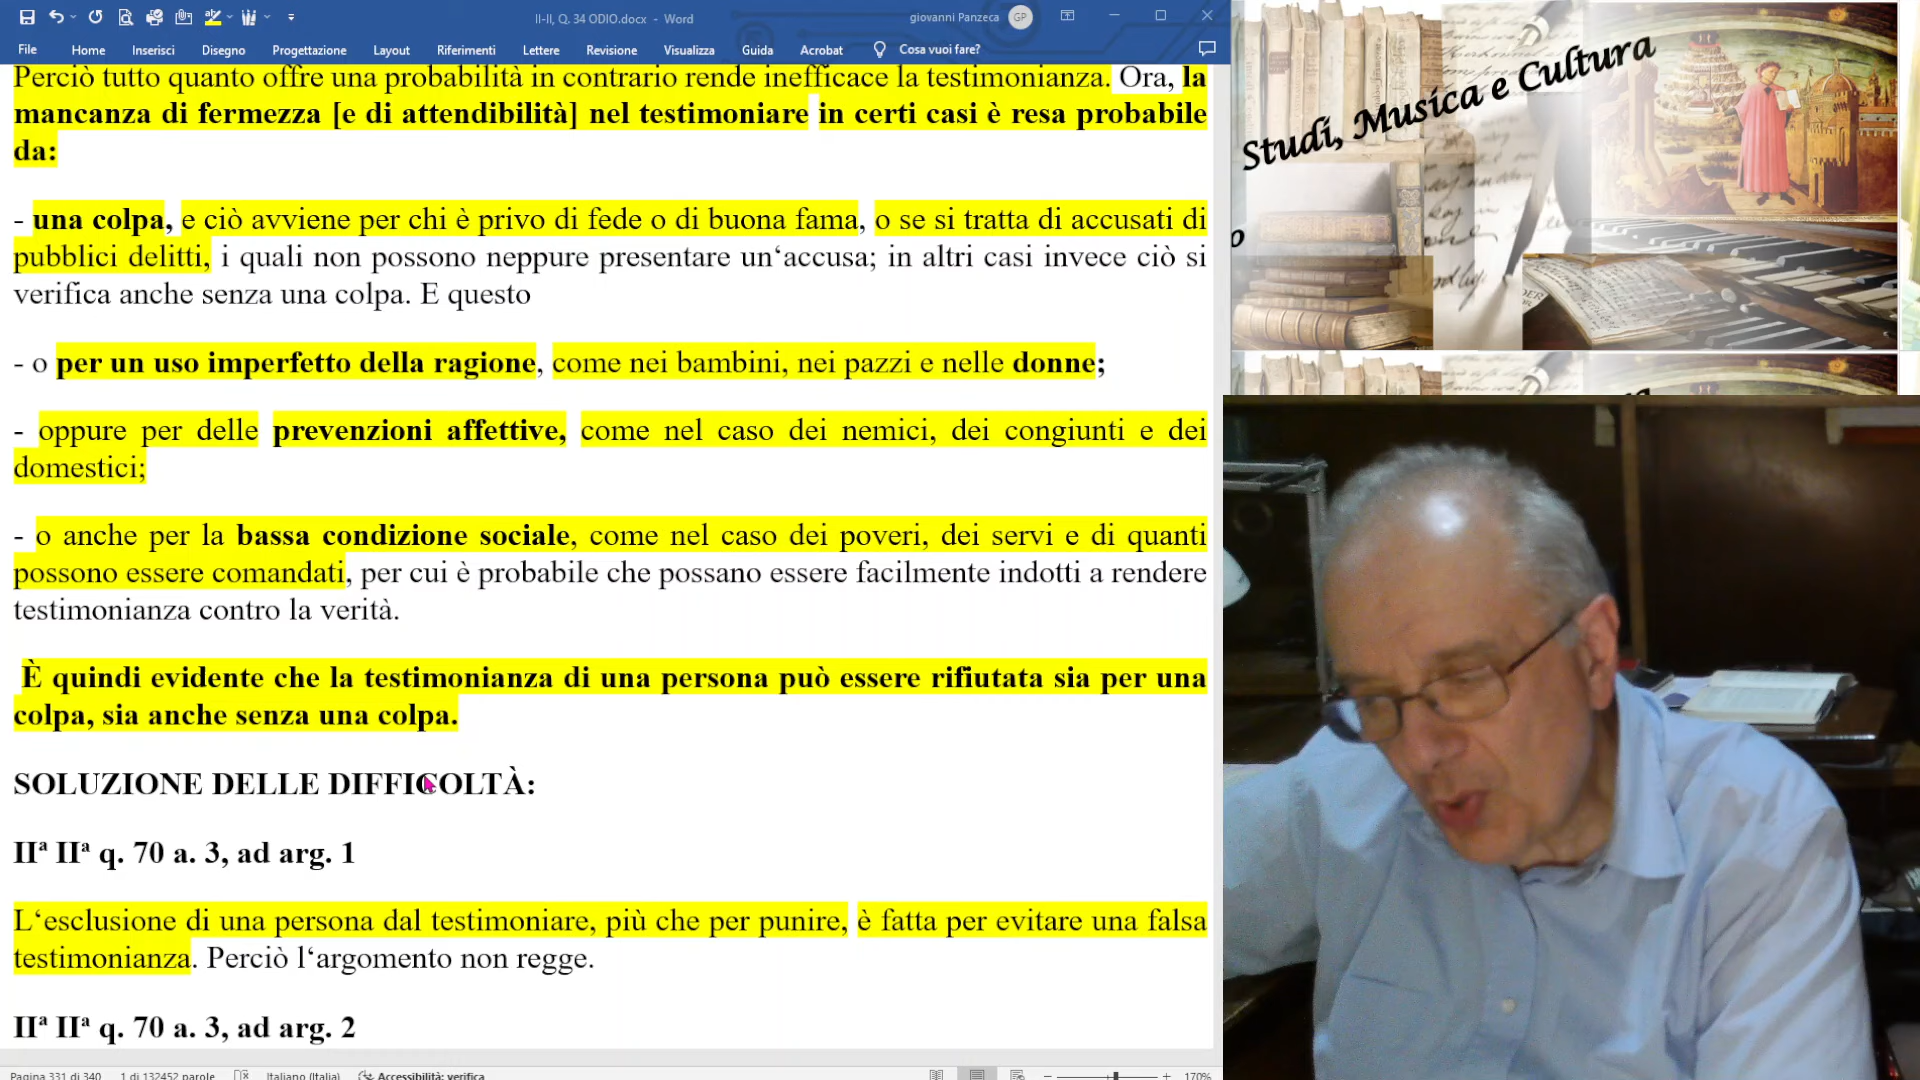 II-II, Q. 34 ODIO.docx - Word
giovanni Panzeca GP
File Home Inserisci Disegno Progettazione Layout Riferimenti Lettere Revisione Visualizza Guida Acrobat Cosa vuoi fare?
Perciò tutto quanto offre una probabilità in contrario rende inefficace la testimonianza. Ora, la
mancanza di fermezza [e di attendibilità] nel testimoniare in certi casi è resa probabile
da:
- una colpa, e ciò avviene per chi è privo di fede o di buona fama, o se si tratta di accusati di
pubblici delitti, i quali non possono neppure presentare un‘accusa; in altri casi invece ciò si
verifica anche senza una colpa. E questo
- o per un uso imperfetto della ragione, come nei bambini, nei pazzi e nelle donne;
- oppure per delle prevenzioni affettive, come nel caso dei nemici, dei congiunti e dei
domestici;
- o anche per la bassa condizione sociale, come nel caso dei poveri, dei servi e di quanti
possono essere comandati, per cui è probabile che possano essere facilmente indotti a rendere
testimonianza contro la verità.
È quindi evidente che la testimonianza di una persona può essere rifiutata sia per una
colpa, sia anche senza una colpa.
SOLUZIONE DELLE DIFFICOLTÀ:
IIª IIª q. 70 a. 3, ad arg. 1
L‘esclusione di una persona dal testimoniare, più che per punire, è fatta per evitare una falsa
testimonianza. Perciò l‘argomento non regge.
IIª IIª q. 70 a. 3, ad arg. 2
Pagina 331 di 340 1 di 132452 parole Italiano (Italia) Accessibilità: verifica 170%
Studi, Musica e Cultura
o